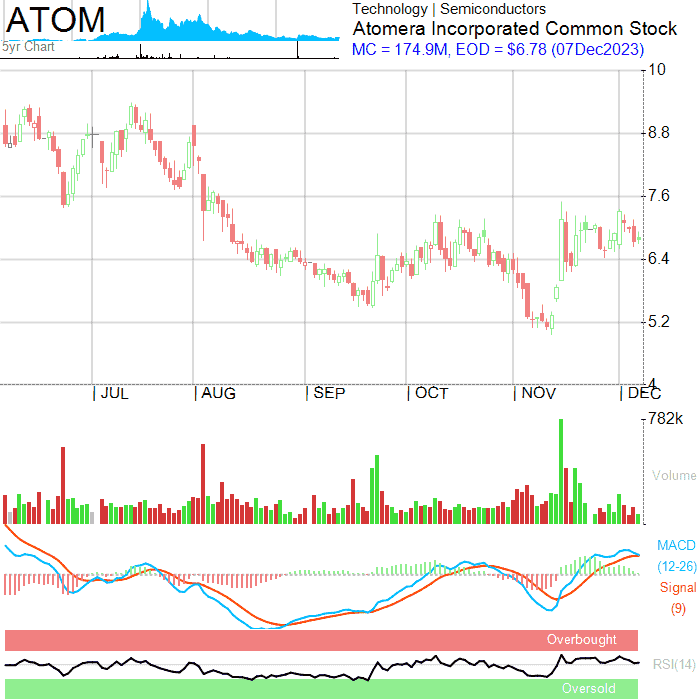 ATOM
5yr Chart
Technology | Semiconductors
Atomera Incorporated Common Stock
MC = 174.9M, EOD = $6.78 (07Dec2023)
10
8.8
7.6
6.4
5.2
4
JUL
AUG
SEP
OCT
NOV
DEC
782k
Volume
MACD
(12-26)
Signal
(9)
Overbought
RSI(14)
Oversold